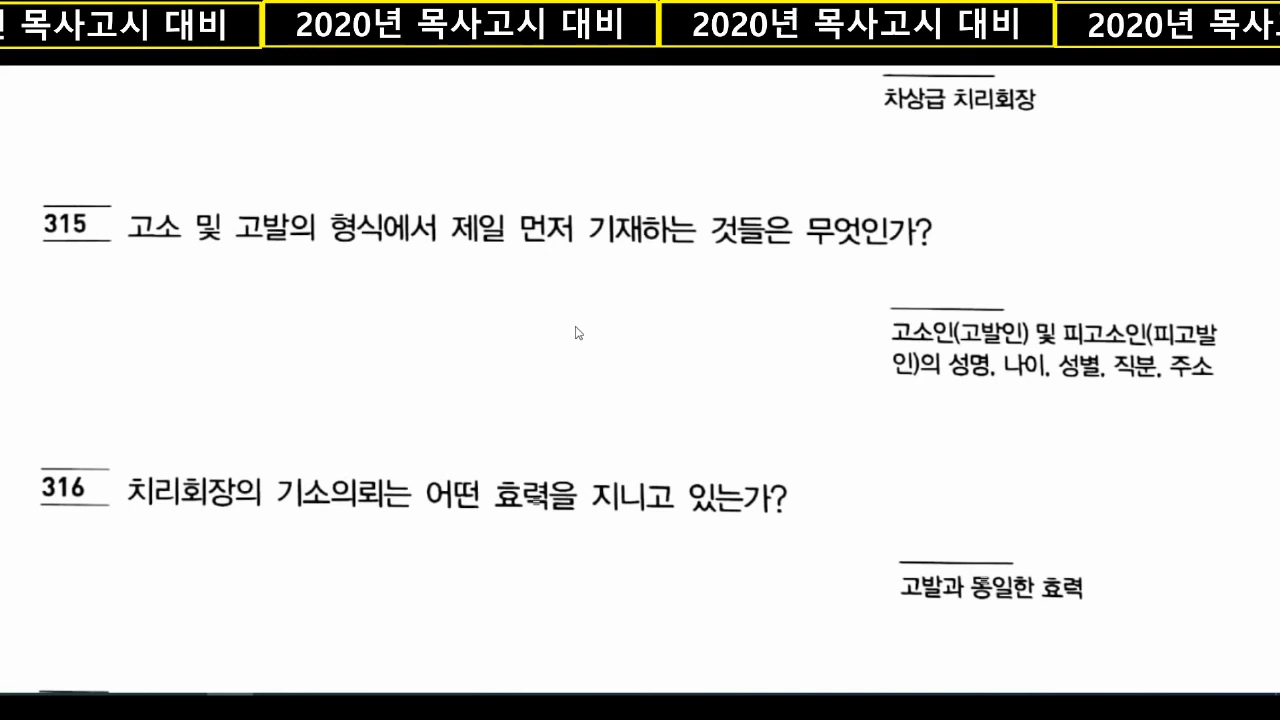 년 목사고시 대비 2020년 목사고시 대비 2020년 목사고시 대비 2020년 목사고
차상급 치리회장
315 고소 및 고발의 형식에서 제일 먼저 기재하는 것들은 무엇인가?
고소인(고발인) 및 피고소인(피고발
인)의 성명, 나이, 성별, 직분, 주소
316 치리회장의 기소의뢰는 어떤 효력을 지니고 있는가?
고발과 동일한 효력